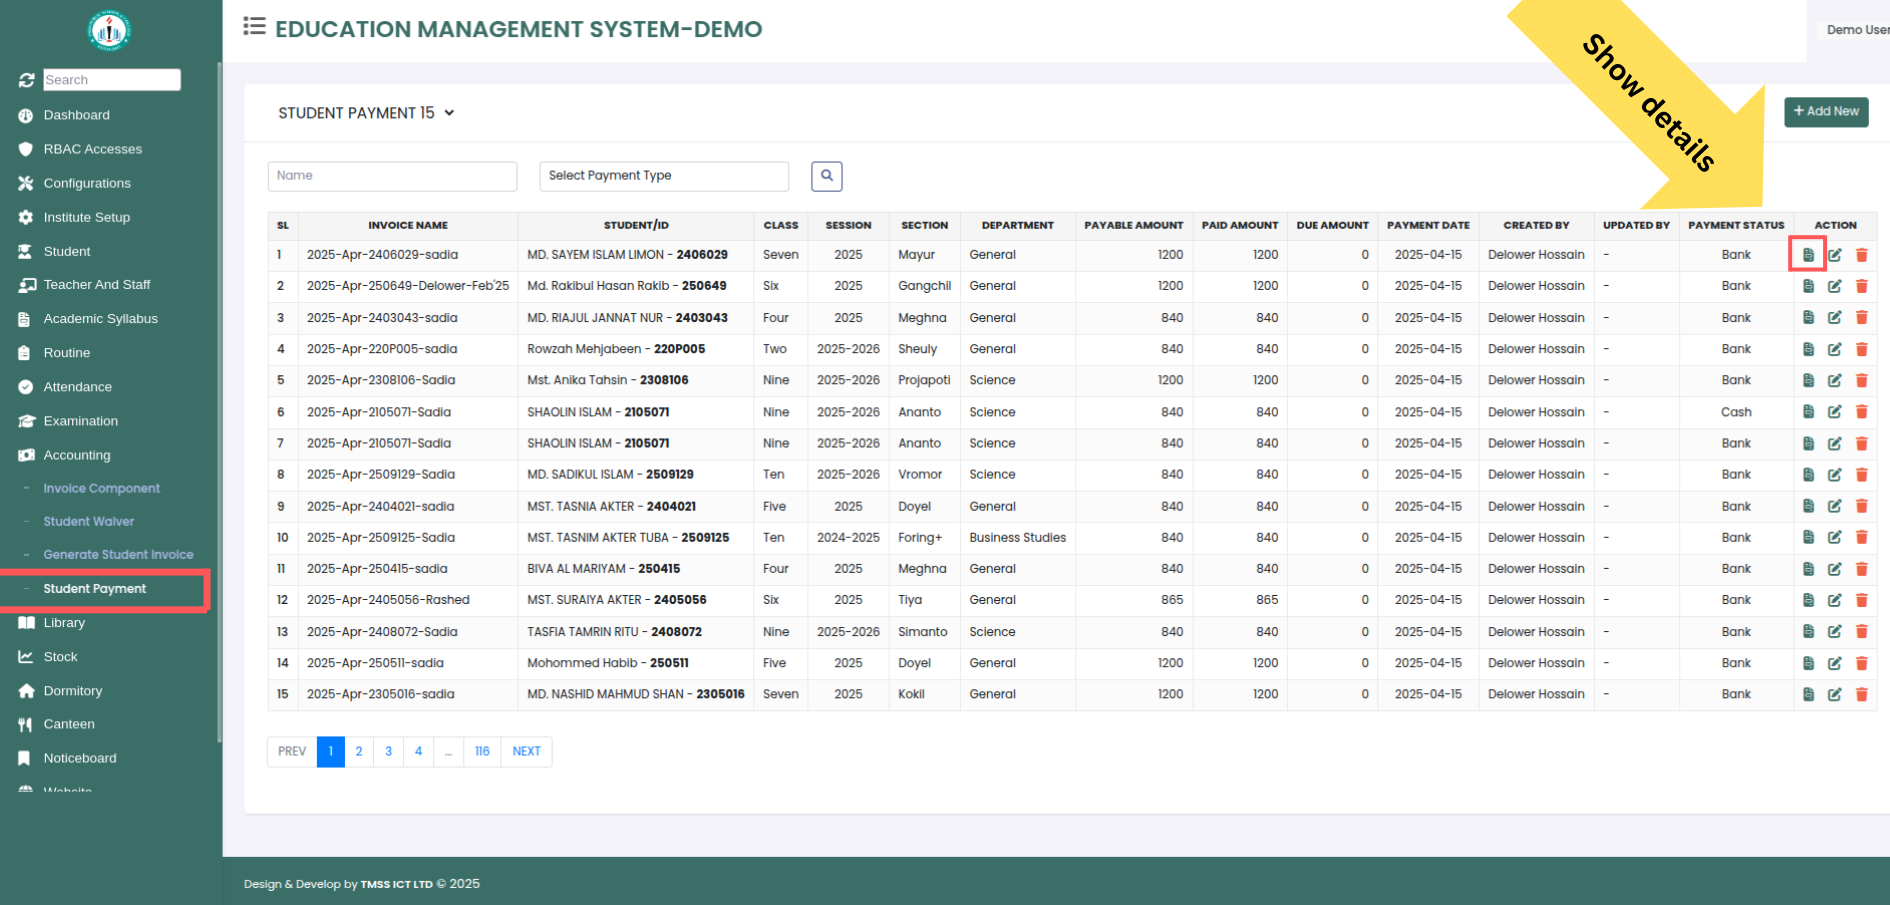 EDUCATION MANAGEMENT SYSTEM-DEMO
Demo User
Search
Dashboard
RBAC Accesses
Configurations
Institute Setup
Student
Teacher And Staff
Academic Syllabus
Routine
Attendance
Examination
Accounting
- Invoice Component
- Student Waiver
- Generate Student Invoice
- Student Payment
Library
Stock
Dormitory
Canteen
Noticeboard
Website
Show details
STUDENT PAYMENT 15
+ Add New
Name
Select Payment Type
SL INVOICE NAME STUDENT/ID CLASS SESSION SECTION DEPARTMENT PAYABLE AMOUNT PAID AMOUNT DUE AMOUNT PAYMENT DATE CREATED BY UPDATED BY PAYMENT STATUS ACTION
1 2025-Apr-2406029-sadia MD. SAYEM ISLAM LIMON - 2406029 Seven 2025 Mayur General 1200 1200 0 2025-04-15 Delower Hossain - Bank
2 2025-Apr-250649-Delower-Feb'25 Md. Rakibul Hasan Rakib - 250649 Six 2025 Gangchil General 1200 1200 0 2025-04-15 Delower Hossain - Bank
3 2025-Apr-2403043-sadia MD. RIAJUL JANNAT NUR - 2403043 Four 2025 Meghna General 840 840 0 2025-04-15 Delower Hossain - Bank
4 2025-Apr-220P005-sadia Rowzah Mehjabeen - 220P005 Two 2025-2026 Sheuly General 840 840 0 2025-04-15 Delower Hossain - Bank
5 2025-Apr-2308106-Sadia Mst. Anika Tahsin - 2308106 Nine 2025-2026 Projapoti Science 1200 1200 0 2025-04-15 Delower Hossain - Bank
6 2025-Apr-2105071-Sadia SHAOLIN ISLAM - 2105071 Nine 2025-2026 Ananto Science 840 840 0 2025-04-15 Delower Hossain - Cash
7 2025-Apr-2105071-Sadia SHAOLIN ISLAM - 2105071 Nine 2025-2026 Ananto Science 840 840 0 2025-04-15 Delower Hossain - Bank
8 2025-Apr-2509129-Sadia MD. SADIKUL ISLAM - 2509129 Ten 2025-2026 Vromor Science 840 840 0 2025-04-15 Delower Hossain - Bank
9 2025-Apr-2404021-sadia MST. TASNIA AKTER - 2404021 Five 2025 Doyel General 840 840 0 2025-04-15 Delower Hossain - Bank
10 2025-Apr-2509125-Sadia MST. TASNIM AKTER TUBA - 2509125 Ten 2024-2025 Foring+ Business Studies 840 840 0 2025-04-15 Delower Hossain - Bank
11 2025-Apr-250415-sadia BIVA AL MARIYAM - 250415 Four 2025 Meghna General 840 840 0 2025-04-15 Delower Hossain - Bank
12 2025-Apr-2405056-Rashed MST. SURAIYA AKTER - 2405056 Six 2025 Tiya General 865 865 0 2025-04-15 Delower Hossain - Bank
13 2025-Apr-2408072-Sadia TASFIA TAMRIN RITU - 2408072 Nine 2025-2026 Simanto Science 840 840 0 2025-04-15 Delower Hossain - Bank
14 2025-Apr-250511-sadia Mohommed Habib - 250511 Five 2025 Doyel General 1200 1200 0 2025-04-15 Delower Hossain - Bank
15 2025-Apr-2305016-sadia MD. NASHID MAHMUD SHAN - 2305016 Seven 2025 Kokil General 1200 1200 0 2025-04-15 Delower Hossain - Bank
PREV 1 2 3 4 ... 116 NEXT
Design & Develop by TMSS ICT LTD © 2025